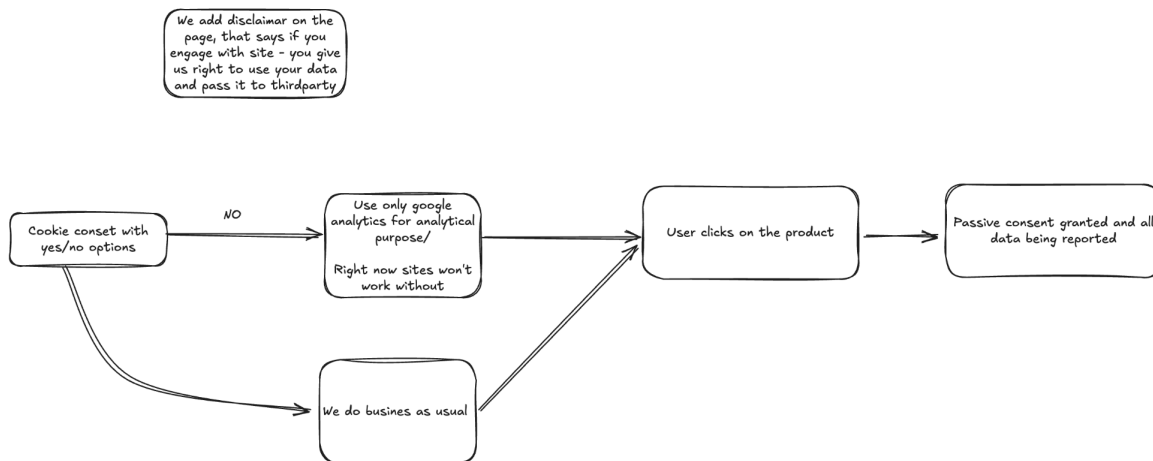 We add disclaimar on the
page, that says if you
engage with site - you give
us right to use your data
and pass it to thirdparty
Cookie conset with
yes/no options
NO
Use only google
analytics for analytical
purpose/
Right now sites won't
work without
User clicks on the product
Passive consent granted and all
data being reported
We do busines as usual